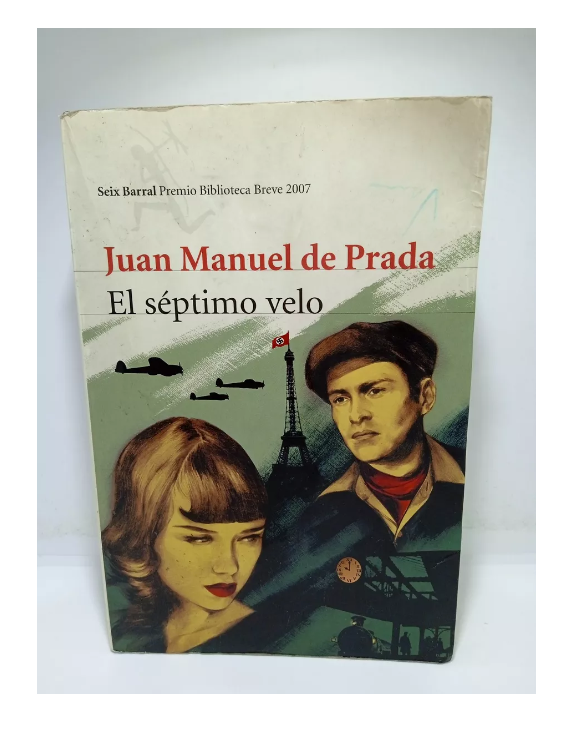 Seix Barral Premio Biblioteca Breve 2007
Juan Manuel de Prada
El séptimo velo